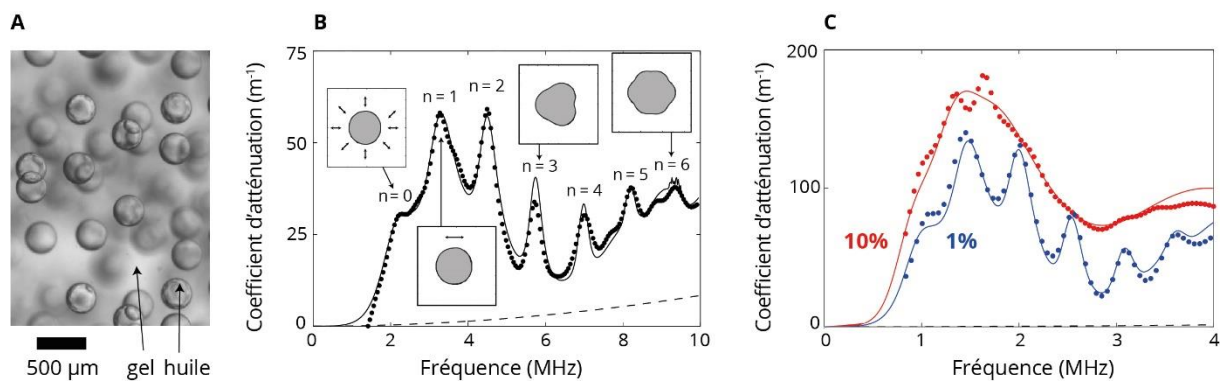 A
500 µm
gel
huile
B
Coefficient d'atténuation (m⁻¹)
75
50
25
0
n = 0
n = 1
n = 2
n = 3
n = 4
n = 5
n = 6
0
2
4
6
8
10
Fréquence (MHz)
C
Coefficient d'atténuation (m⁻¹)
200
100
0
10%
1%
0
1
2
3
4
Fréquence (MHz)